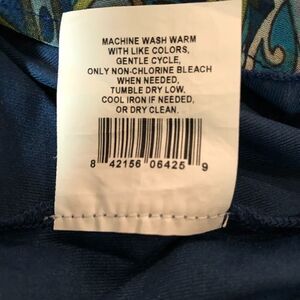 MACHINE WASH WARM
WITH LIKE COLORS,
GENTLE CYCLE,
ONLY NON-CHLORINE BLEACH
WHEN NEEDED,
TUMBLE DRY LOW,
COOL IRON IF NEEDED,
OR DRY CLEAN.
8 42156 06425 9